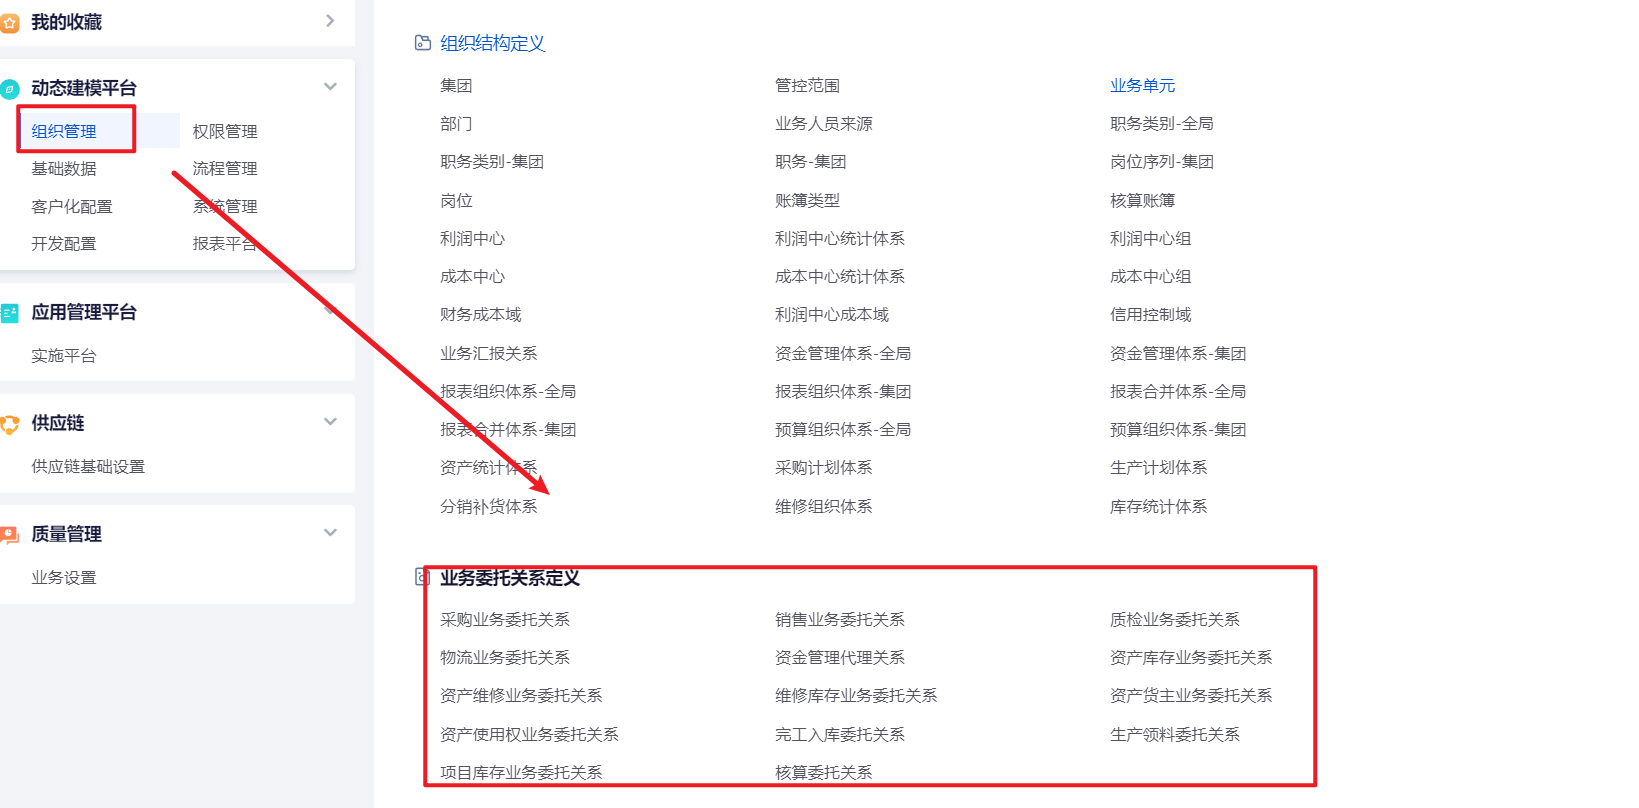 我的收藏
动态建模平台
组织管理 权限管理
基础数据 流程管理
客户化配置 系统管理
开发配置 报表平台
应用管理平台
实施平台
供应链
供应链基础设置
质量管理
业务设置
组织结构定义
集团 管控范围 业务单元
部门 业务人员来源 职务类别-全局
职务类别-集团 职务-集团 岗位序列-集团
岗位 账簿类型 核算账簿
利润中心 利润中心统计体系 利润中心组
成本中心 成本中心统计体系 成本中心组
财务成本域 利润中心成本域 信用控制域
业务汇报关系 资金管理体系-全局 资金管理体系-集团
报表组织体系-全局 报表组织体系-集团 报表合并体系-全局
报表合并体系-集团 预算组织体系-全局 预算组织体系-集团
资产统计体系 采购计划体系 生产计划体系
分销补货体系 维修组织体系 库存统计体系
业务委托关系定义
采购业务委托关系 销售业务委托关系 质检业务委托关系
物流业务委托关系 资金管理代理关系 资产库存业务委托关系
资产维修业务委托关系 维修库存业务委托关系 资产货主业务委托关系
资产使用权业务委托关系 完工入库委托关系 生产领料委托关系
项目库存业务委托关系 核算委托关系